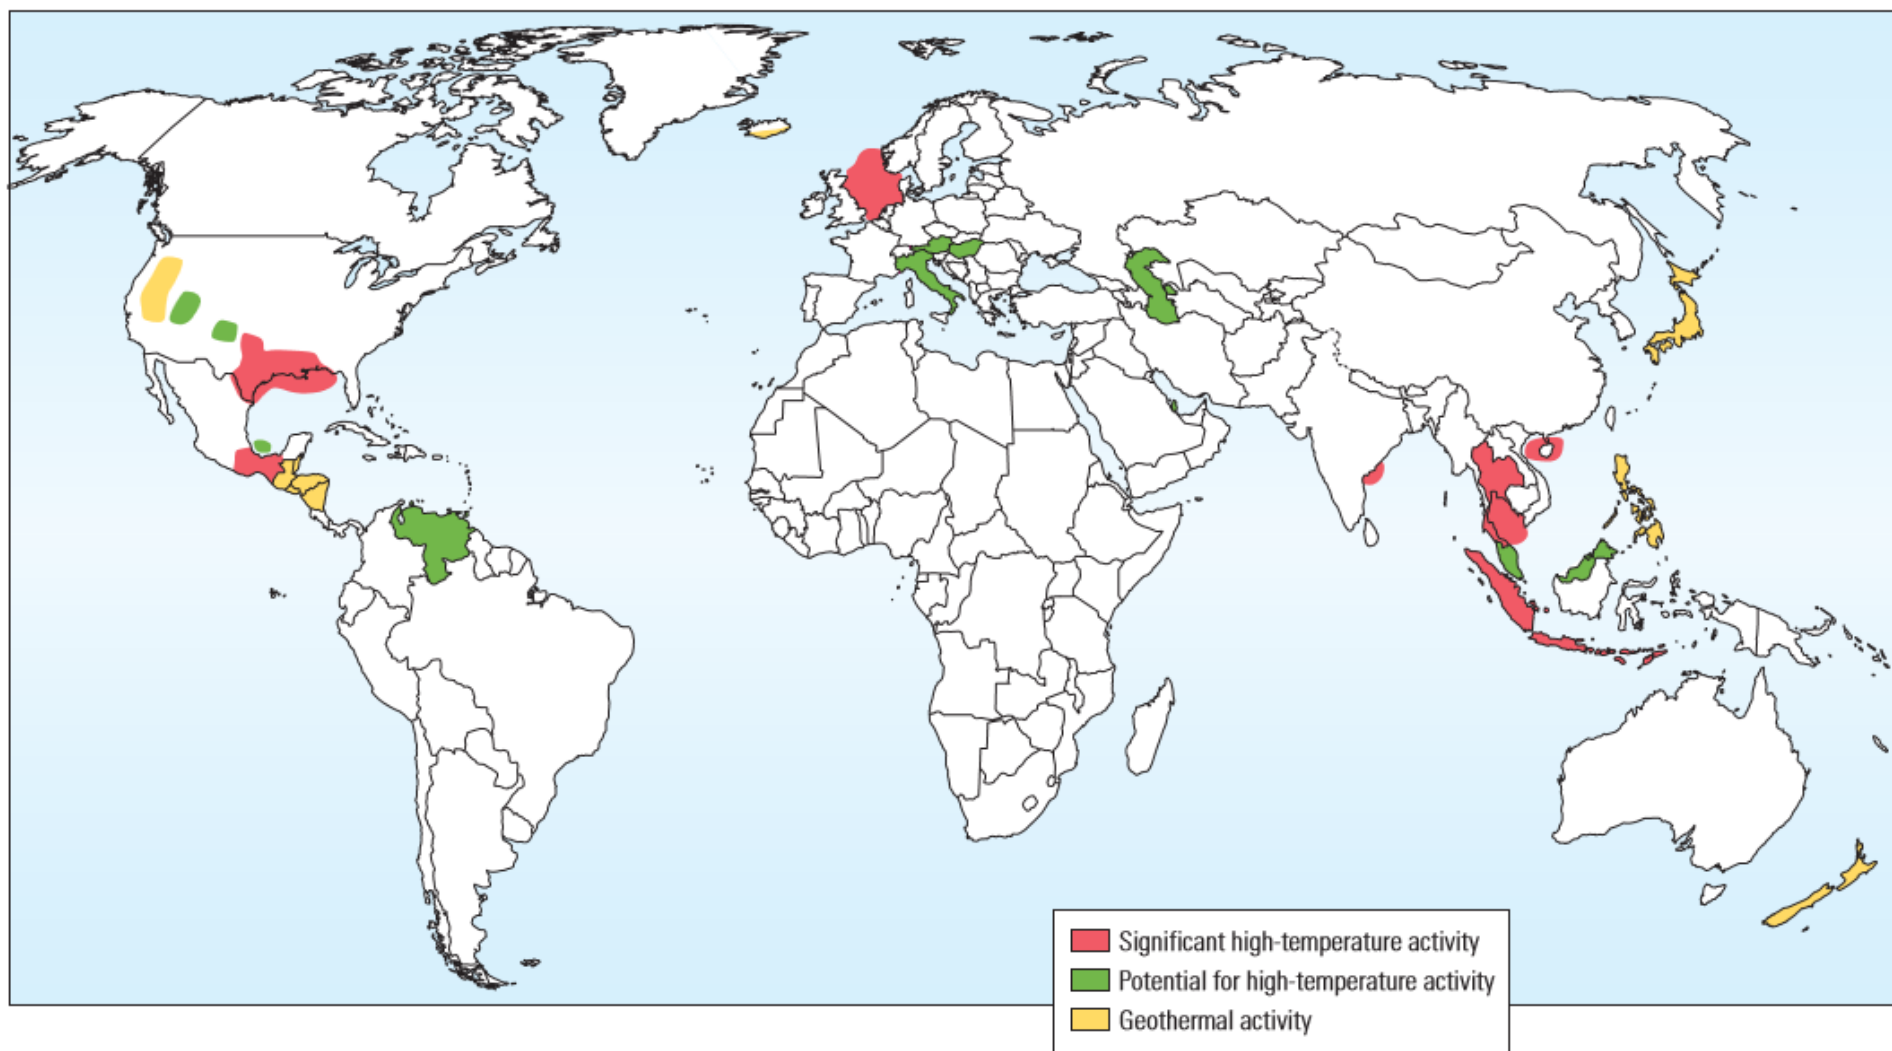 Significant high-temperature activity
Potential for high-temperature activity
Geothermal activity